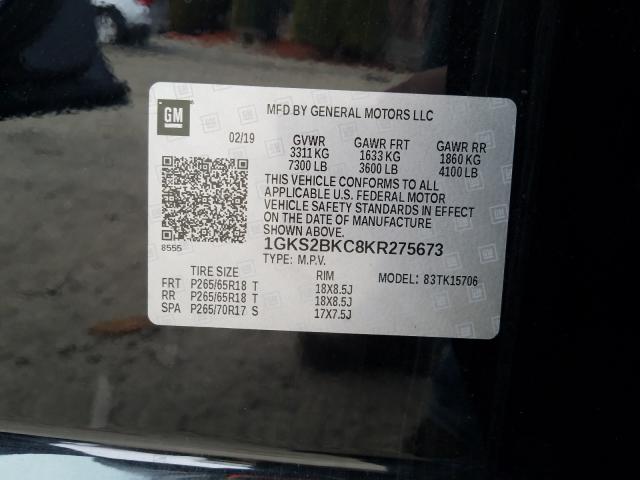 GM
MFD BY GENERAL MOTORS LLC
02/19
GVWR GAWR FRT GAWR RR
3311 KG 1633 KG 1860 KG
7300 LB 3600 LB 4100 LB
THIS VEHICLE CONFORMS TO ALL
APPLICABLE U.S. FEDERAL MOTOR
VEHICLE SAFETY STANDARDS IN EFFECT
ON THE DATE OF MANUFACTURE
SHOWN ABOVE.
8555
1GKS2BKC8KR275673
TYPE: M.P.V. MODEL: 83TK15706
TIRE SIZE RIM
FRT P265/65R18 T 18X8.5J
RR P265/65R18 T 18X8.5J
SPA P265/70R17 S 17X7.5J